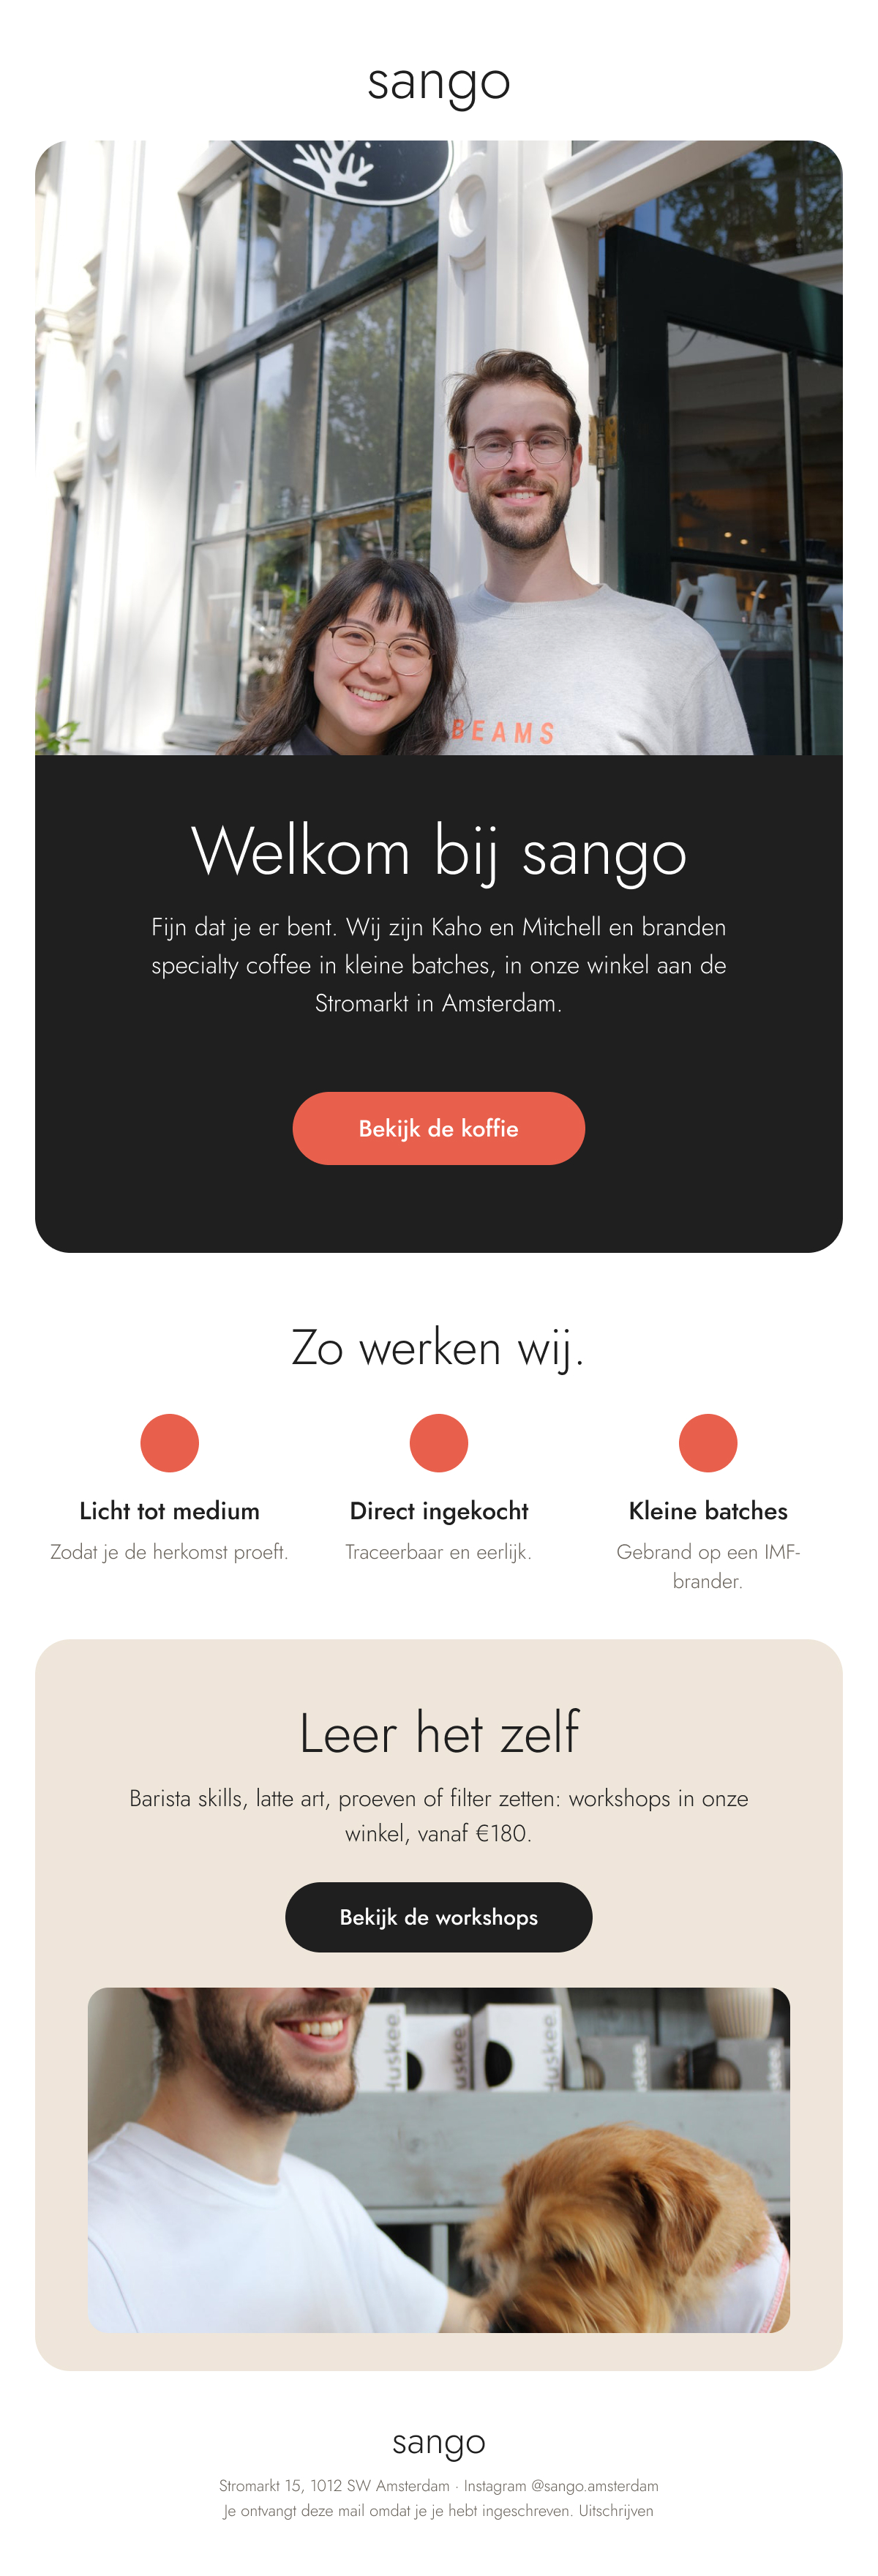 sango
BEAMS
Welkom bij sango
Fijn dat je er bent. Wij zijn Kaho en Mitchell en branden
specialty coffee in kleine batches, in onze winkel aan de
Stromarkt in Amsterdam.
Bekijk de koffie
Zo werken wij.
Licht tot medium
Zodat je de herkomst proeft.
Direct ingekocht
Traceerbaar en eerlijk.
Kleine batches
Gebrand op een IMF-
brander.
Leer het zelf
Barista skills, latte art, proeven of filter zetten: workshops in onze
winkel, vanaf €180.
Bekijk de workshops
Huskee
Huskee.
Huskee.
sango
Stromarkt 15, 1012 SW Amsterdam · Instagram @sango.amsterdam
Je ontvangt deze mail omdat je je hebt ingeschreven. Uitschrijven